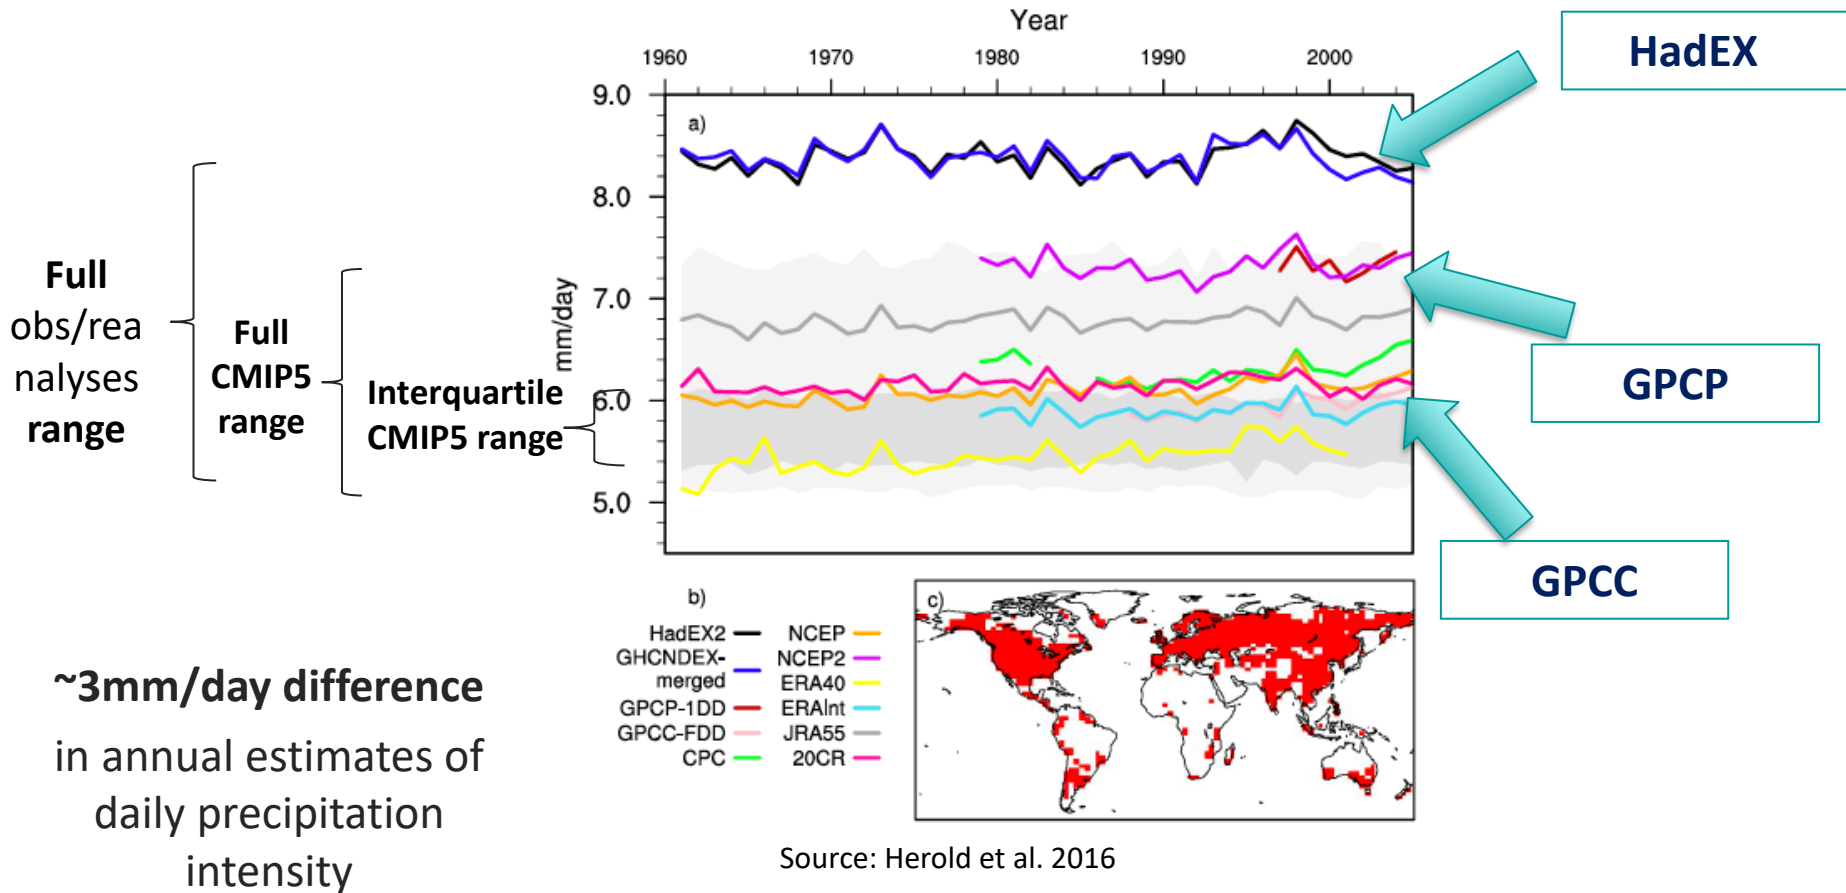 Year
1960 1970 1980 1990 2000
HadEX
9.0
a)
8.0
7.0
6.0
5.0
mm/day
Full
obs/rea
nalyses
range
Full
CMIP5
range
Interquartile
CMIP5 range
GPCP
GPCC
b)
HadEX2
GHCNDEX-
merged
GPCP-1DD
GPCC-FDD
CPC
NCEP
NCEP2
ERA40
ERAInt
JRA55
20CR
c)
~3mm/day difference
in annual estimates of
daily precipitation
intensity
Source: Herold et al. 2016